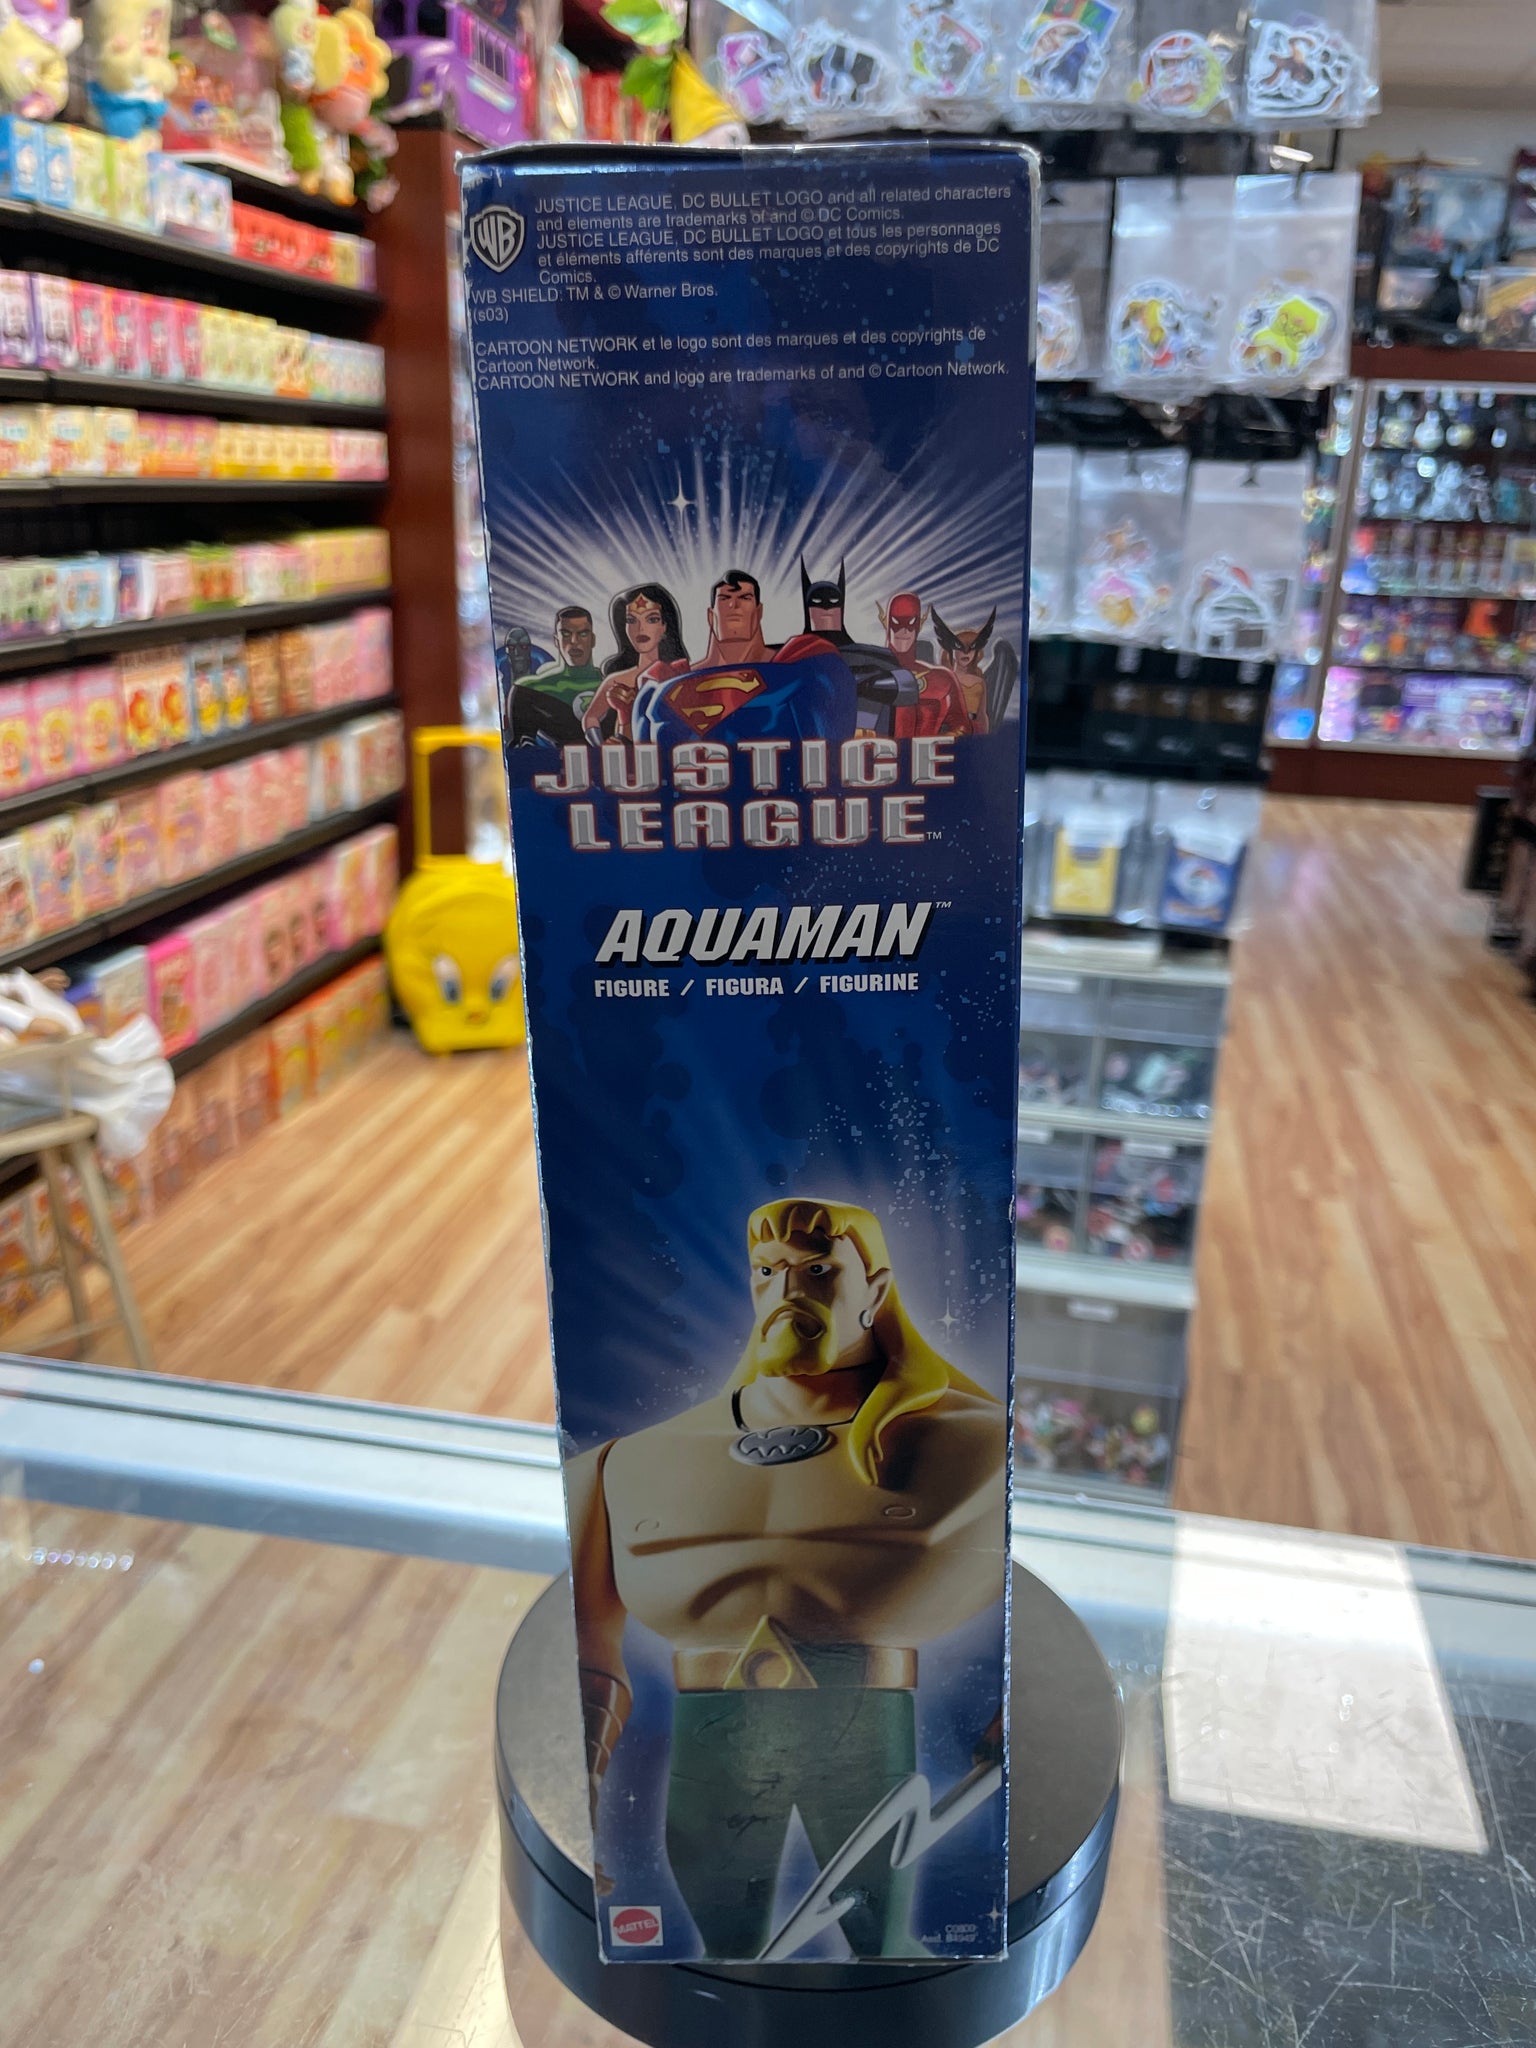 WB
JUSTICE LEAGUE, DC BULLET LOGO and all related characters
and elements are trademarks of and © DC Comics.
JUSTICE LEAGUE, DC BULLET LOGO et tous les personnages
et éléments afférents sont des marques et des copyrights de DC
Comics.
WB SHIELD: TM & © Warner Bros.
(s03)
CARTOON NETWORK et le logo sont des marques et des copyrights de
Cartoon Network.
CARTOON NETWORK and logo are trademarks of and © Cartoon Network.
JUSTICE
LEAGUE™
AQUAMAN™
FIGURE / FIGURA / FIGURINE
MATTEL